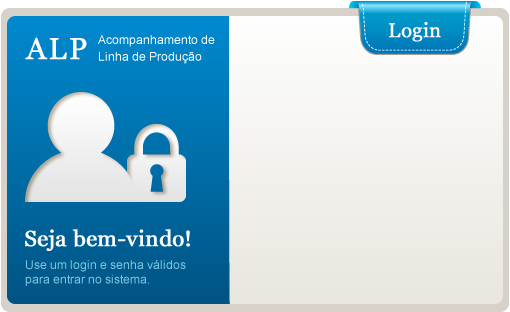 ALP
Acompanhamento de
Linha de Produção
Login
Seja bem-vindo!
Use um login e senha válidos
para entrar no sistema.